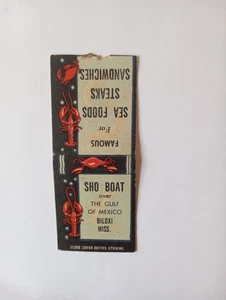 FAMOUS
For
SEA FOODS
STEAKS
SANDWICHES
SHO BOAT
over
THE GULF
OF MEXICO
BILOXI
MISS.
CLOSE COVER BEFORE STRIKING